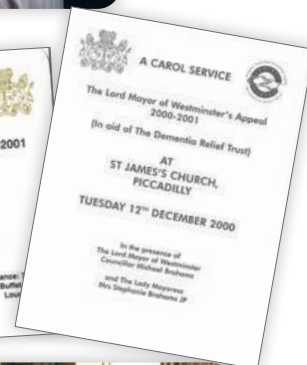 A CAROL SERVICE
The Lord Mayor of Westminster's Appeal
2000-2001
(In aid of The Dementia Relief Trust)
AT
ST JAMES'S CHURCH,
PICCADILLY
TUESDAY 12TH DECEMBER 2000
In the presence of
The Lord Mayor of Westminster
Councillor Michael Brahams
and The Lady Mayoress
Mrs Stephanie Brahams JP
2001
Buffet